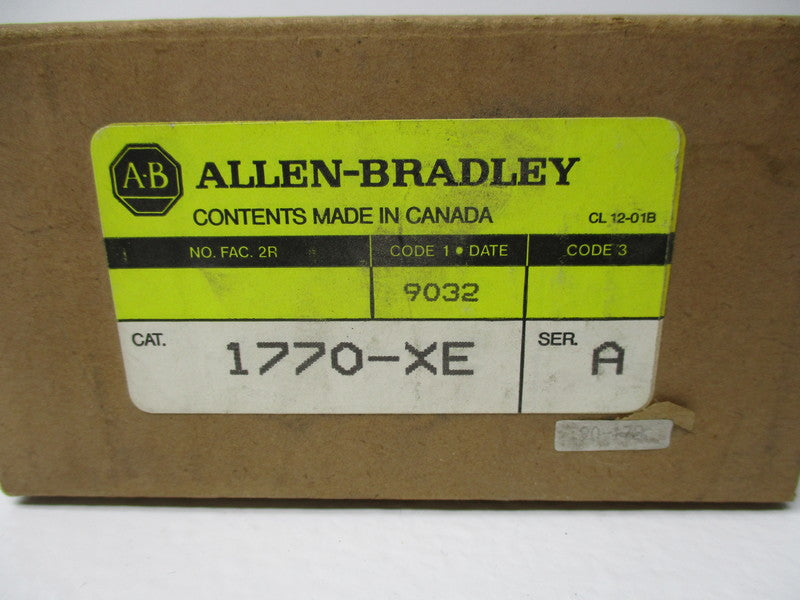 A·B ALLEN-BRADLEY
CONTENTS MADE IN CANADA CL 12-01B
NO. FAC. 2R CODE 1 • DATE CODE 3
9032
CAT. 1770-XE SER. A